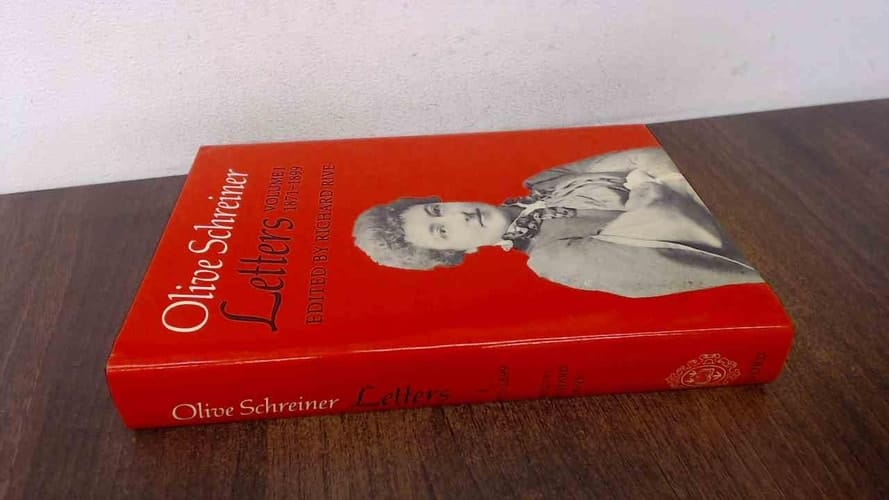 Olive Schreiner
Letters
VOLUME I
1871–1899
EDITED BY RICHARD RIVE
Olive Schreiner Letters